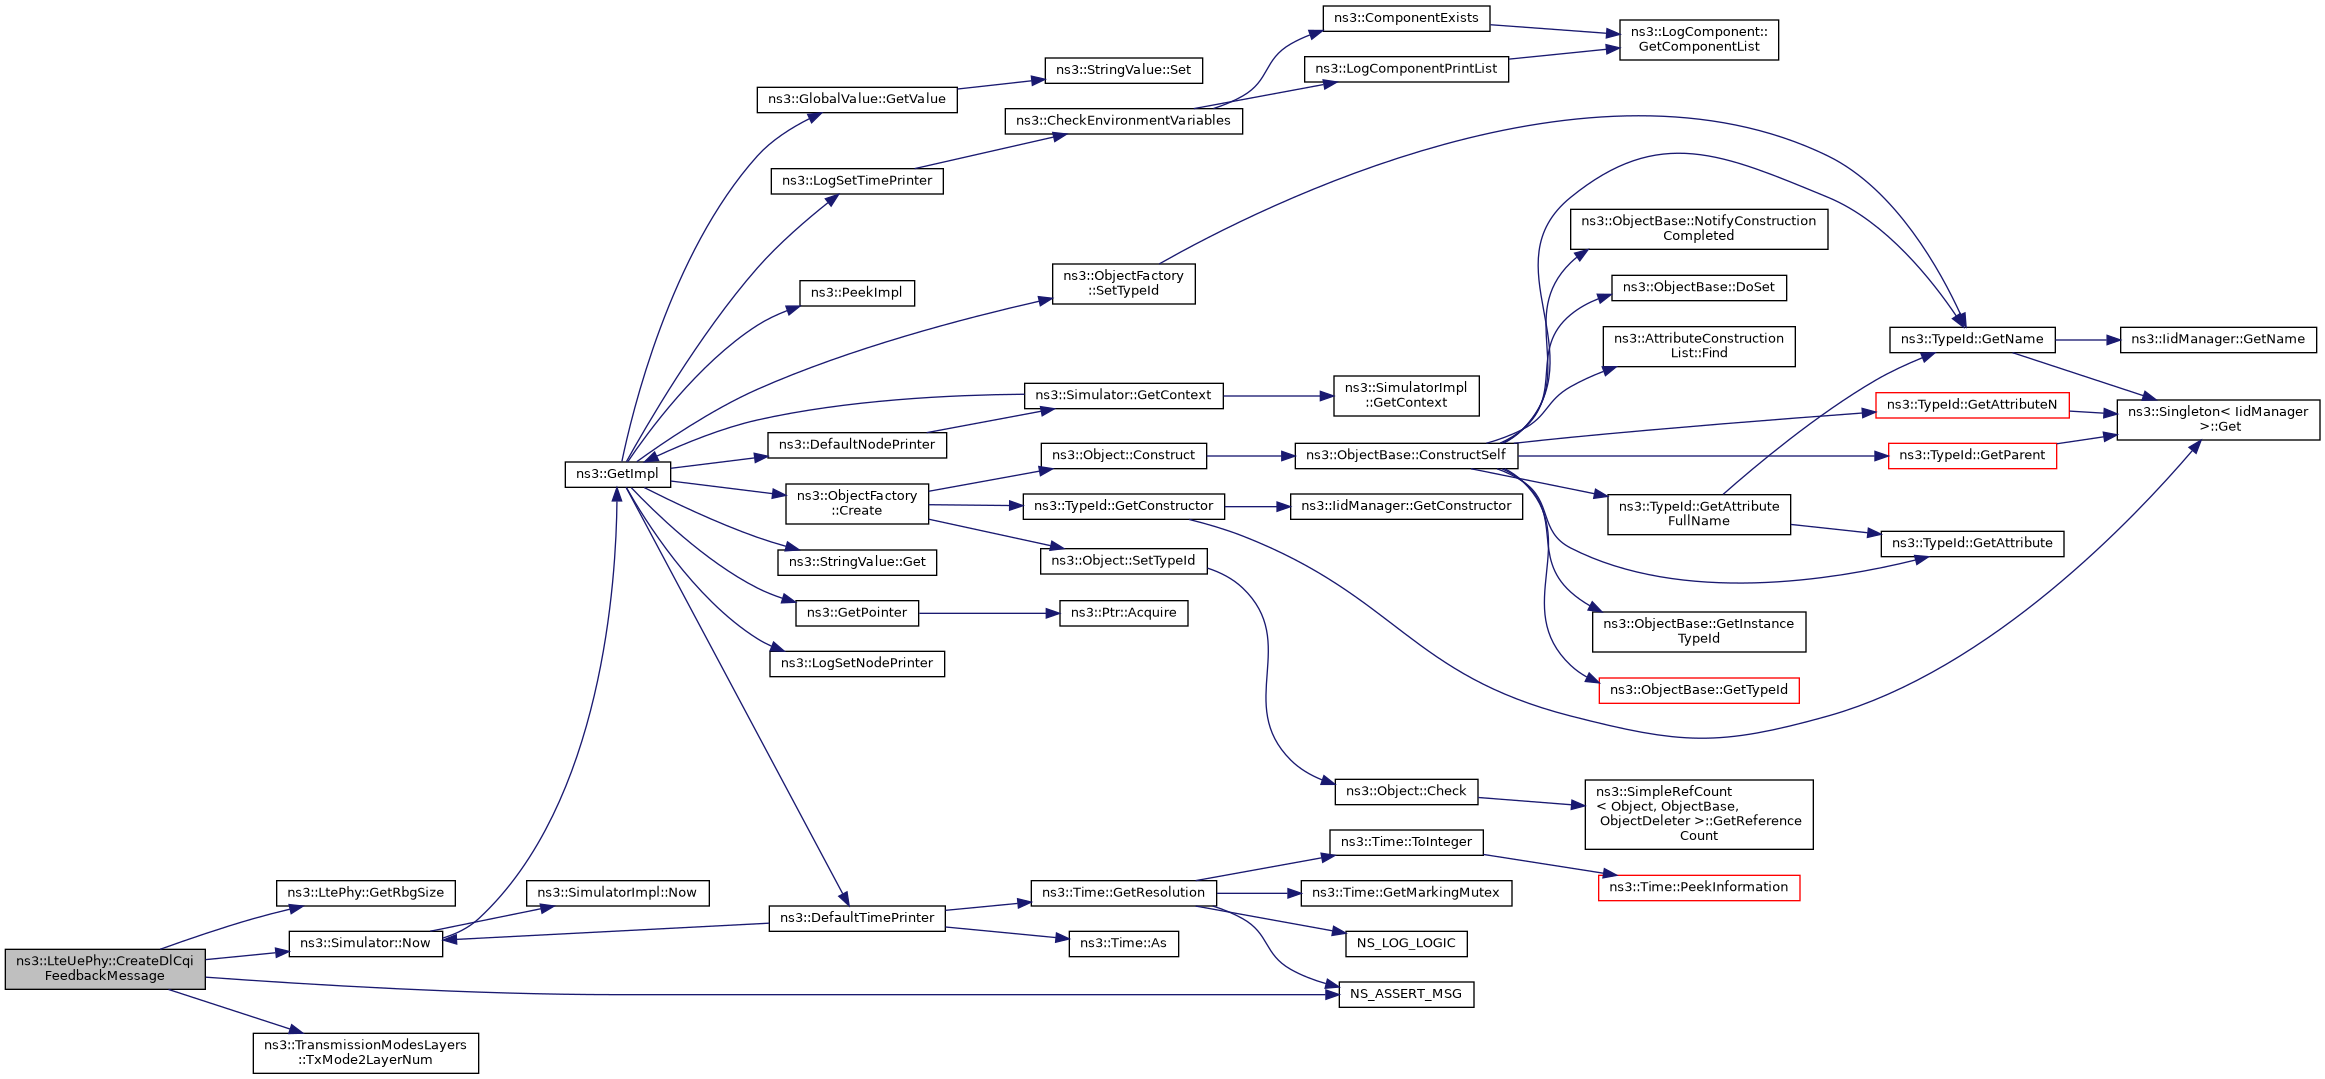 ns3::LteUePhy::CreateDlCqi
FeedbackMessage
ns3::LtePhy::GetRbgSize
ns3::Simulator::Now
ns3::TransmissionModesLayers
::TxMode2LayerNum
ns3::SimulatorImpl::Now
ns3::GetImpl
ns3::GlobalValue::GetValue
ns3::LogSetTimePrinter
ns3::PeekImpl
ns3::DefaultNodePrinter
ns3::ObjectFactory
::Create
ns3::StringValue::Get
ns3::GetPointer
ns3::LogSetNodePrinter
ns3::DefaultTimePrinter
ns3::StringValue::Set
ns3::CheckEnvironmentVariables
ns3::ObjectFactory
::SetTypeId
ns3::Simulator::GetContext
ns3::Object::Construct
ns3::TypeId::GetConstructor
ns3::Object::SetTypeId
ns3::Ptr::Acquire
ns3::Time::GetResolution
ns3::Time::As
ns3::ComponentExists
ns3::LogComponentPrintList
ns3::SimulatorImpl
::GetContext
ns3::ObjectBase::ConstructSelf
ns3::IidManager::GetConstructor
ns3::Object::Check
ns3::Time::ToInteger
ns3::Time::GetMarkingMutex
NS_LOG_LOGIC
NS_ASSERT_MSG
ns3::LogComponent::
GetComponentList
ns3::ObjectBase::NotifyConstruction
Completed
ns3::ObjectBase::DoSet
ns3::AttributeConstruction
List::Find
ns3::TypeId::GetAttribute
FullName
ns3::ObjectBase::GetInstance
TypeId
ns3::ObjectBase::GetTypeId
ns3::SimpleRefCount
< Object, ObjectBase,
ObjectDeleter >::GetReference
Count
ns3::Time::PeekInformation
ns3::TypeId::GetName
ns3::TypeId::GetAttributeN
ns3::TypeId::GetParent
ns3::TypeId::GetAttribute
ns3::IidManager::GetName
ns3::Singleton< IidManager
>::Get